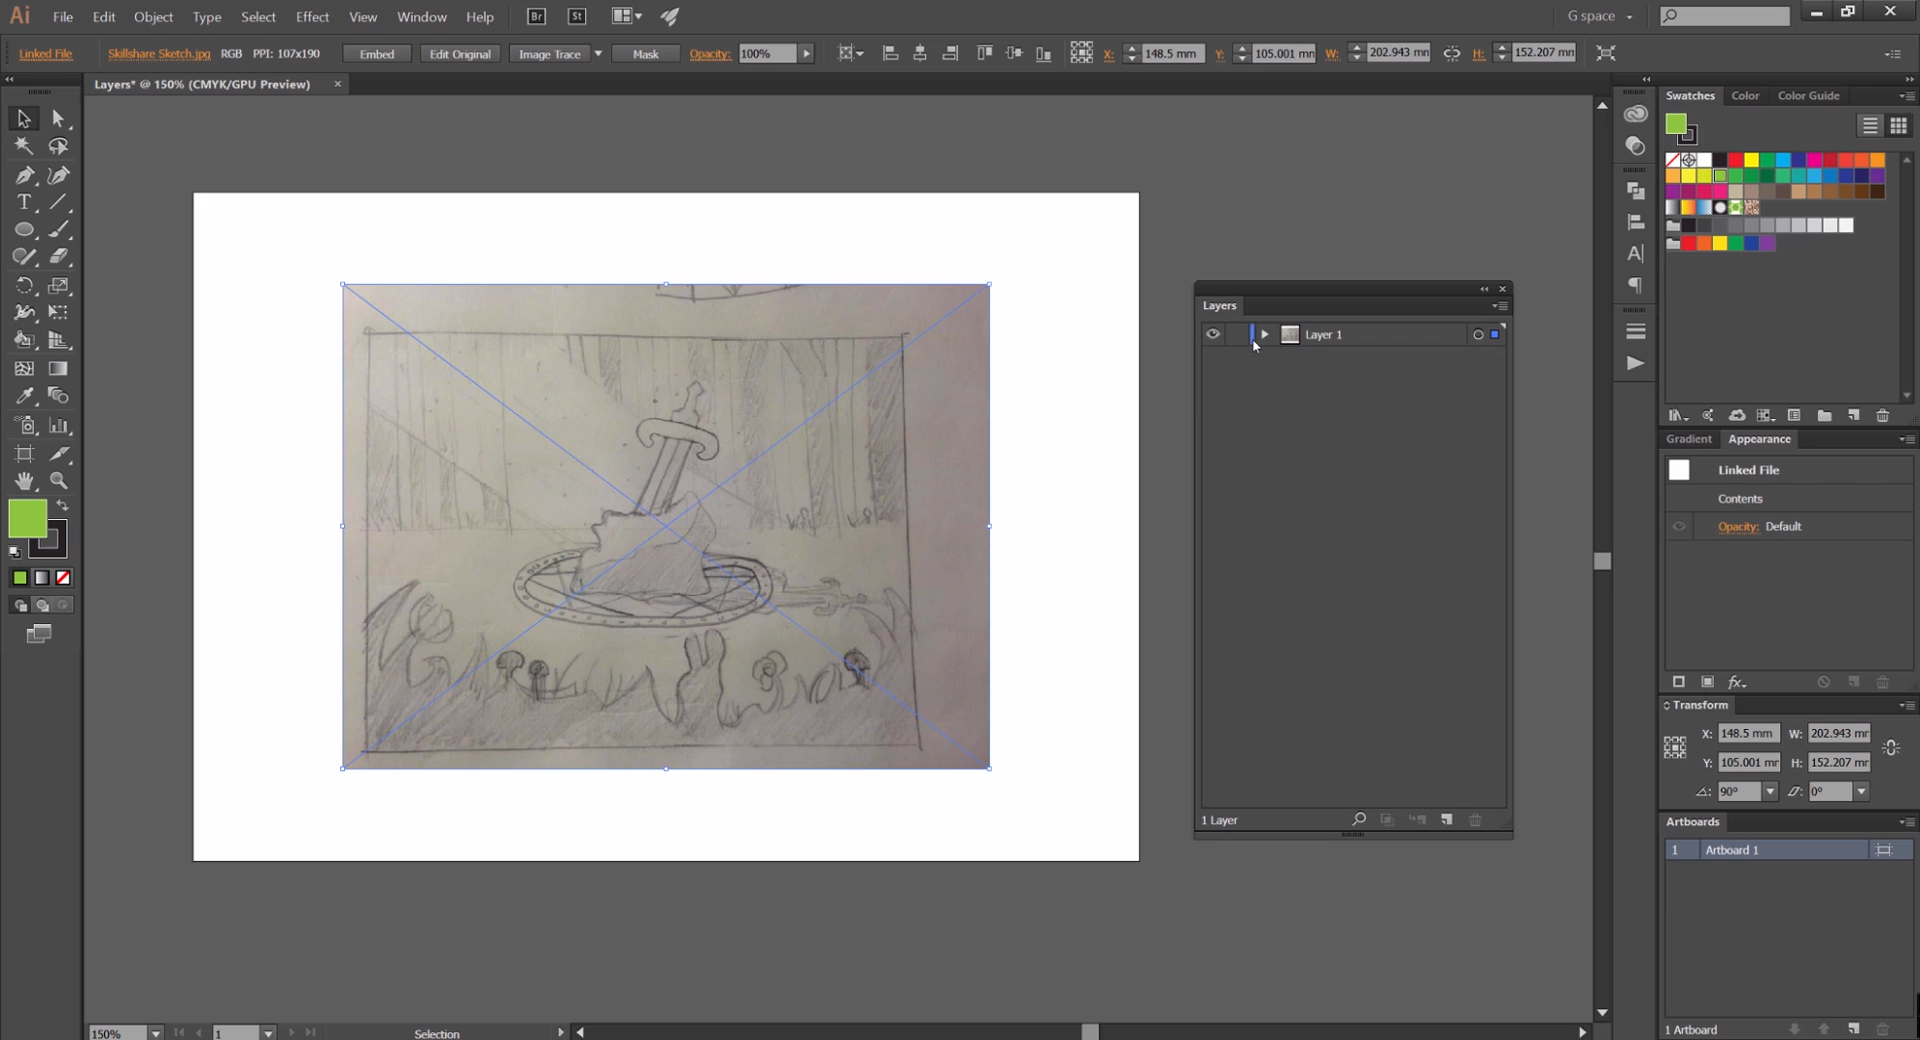 Ai File Edit Object Type Select Effect View Window Help Br St G space
Linked File Skillshare Sketch.jpg RGB PPI: 107x190 Embed Edit Original Image Trace Mask Opacity: 100% X: 148.5 mm Y: 105.001 mm W: 202.943 mm H: 152.207 mm
Layers* @ 150% (CMYK/GPU Preview)
Swatches Color Color Guide
Layers
Layer 1
1 Layer
Gradient Appearance
Linked File
Contents
Opacity: Default
fx
Transform
X: 148.5 mm W: 202.943 mr
Y: 105.001 mr H: 152.207 mr
90° 0°
Artboards
1 Artboard 1
1 Artboard
150% 1 Selection